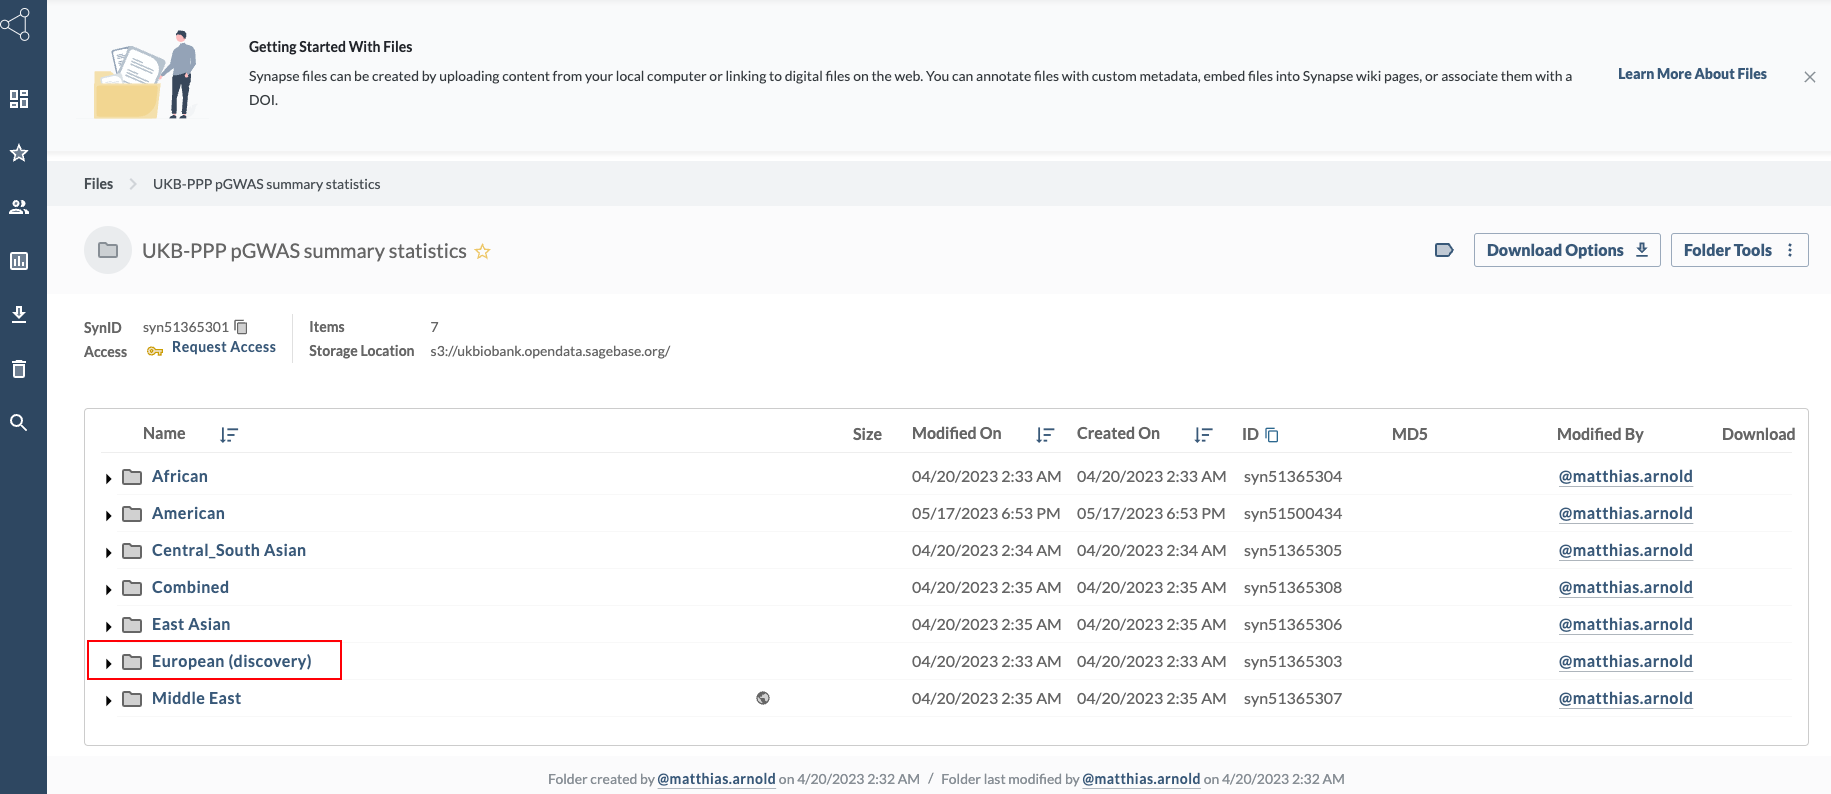 Getting Started With Files
Synapse files can be created by uploading content from your local computer or linking to digital files on the web. You can annotate files with custom metadata, embed files into Synapse wiki pages, or associate them with a
DOI.
Learn More About Files
Files UKB-PPP pGWAS summary statistics
UKB-PPP pGWAS summary statistics
Download Options
Folder Tools
SynID syn51365301
Access Request Access
Items 7
Storage Location s3://ukbiobank.opendata.sagebase.org/
Name Size Modified On Created On ID MD5 Modified By Download
African 04/20/2023 2:33 AM 04/20/2023 2:33 AM syn51365304 @matthias.arnold
American 05/17/2023 6:53 PM 05/17/2023 6:53 PM syn51500434 @matthias.arnold
Central_South Asian 04/20/2023 2:34 AM 04/20/2023 2:34 AM syn51365305 @matthias.arnold
Combined 04/20/2023 2:35 AM 04/20/2023 2:35 AM syn51365308 @matthias.arnold
East Asian 04/20/2023 2:35 AM 04/20/2023 2:35 AM syn51365306 @matthias.arnold
European (discovery) 04/20/2023 2:33 AM 04/20/2023 2:33 AM syn51365303 @matthias.arnold
Middle East 04/20/2023 2:35 AM 04/20/2023 2:35 AM syn51365307 @matthias.arnold
Folder created by @matthias.arnold on 4/20/2023 2:32 AM / Folder last modified by @matthias.arnold on 4/20/2023 2:32 AM